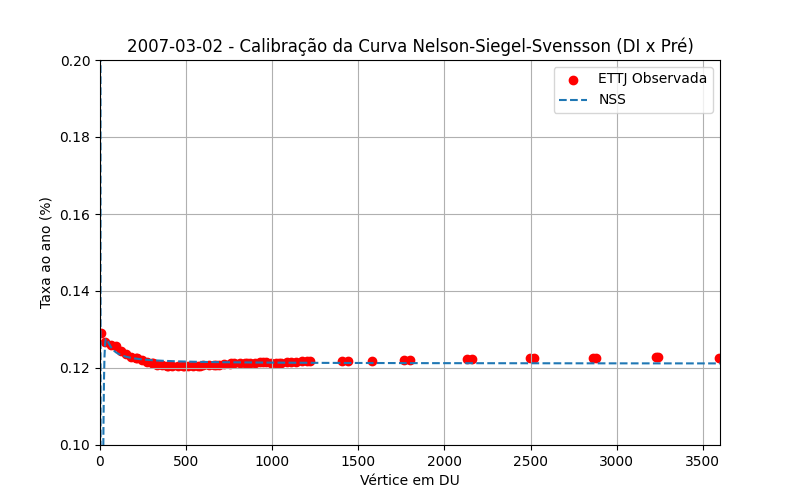 2007-03-02 - Calibração da Curva Nelson-Siegel-Svensson (DI x Pré)
ETTJ Observada
NSS
Taxa ao ano (%)
0.20
0.18
0.16
0.14
0.12
0.10
0 500 1000 1500 2000 2500 3000 3500
Vértice em DU